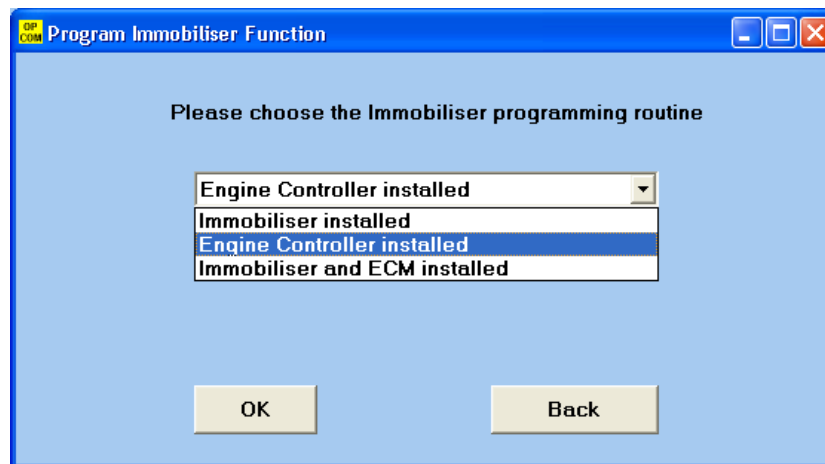 OP
COM
Program Immobiliser Function
Please choose the Immobiliser programming routine
Engine Controller installed
Immobiliser installed
Engine Controller installed
Immobiliser and ECM installed
OK
Back